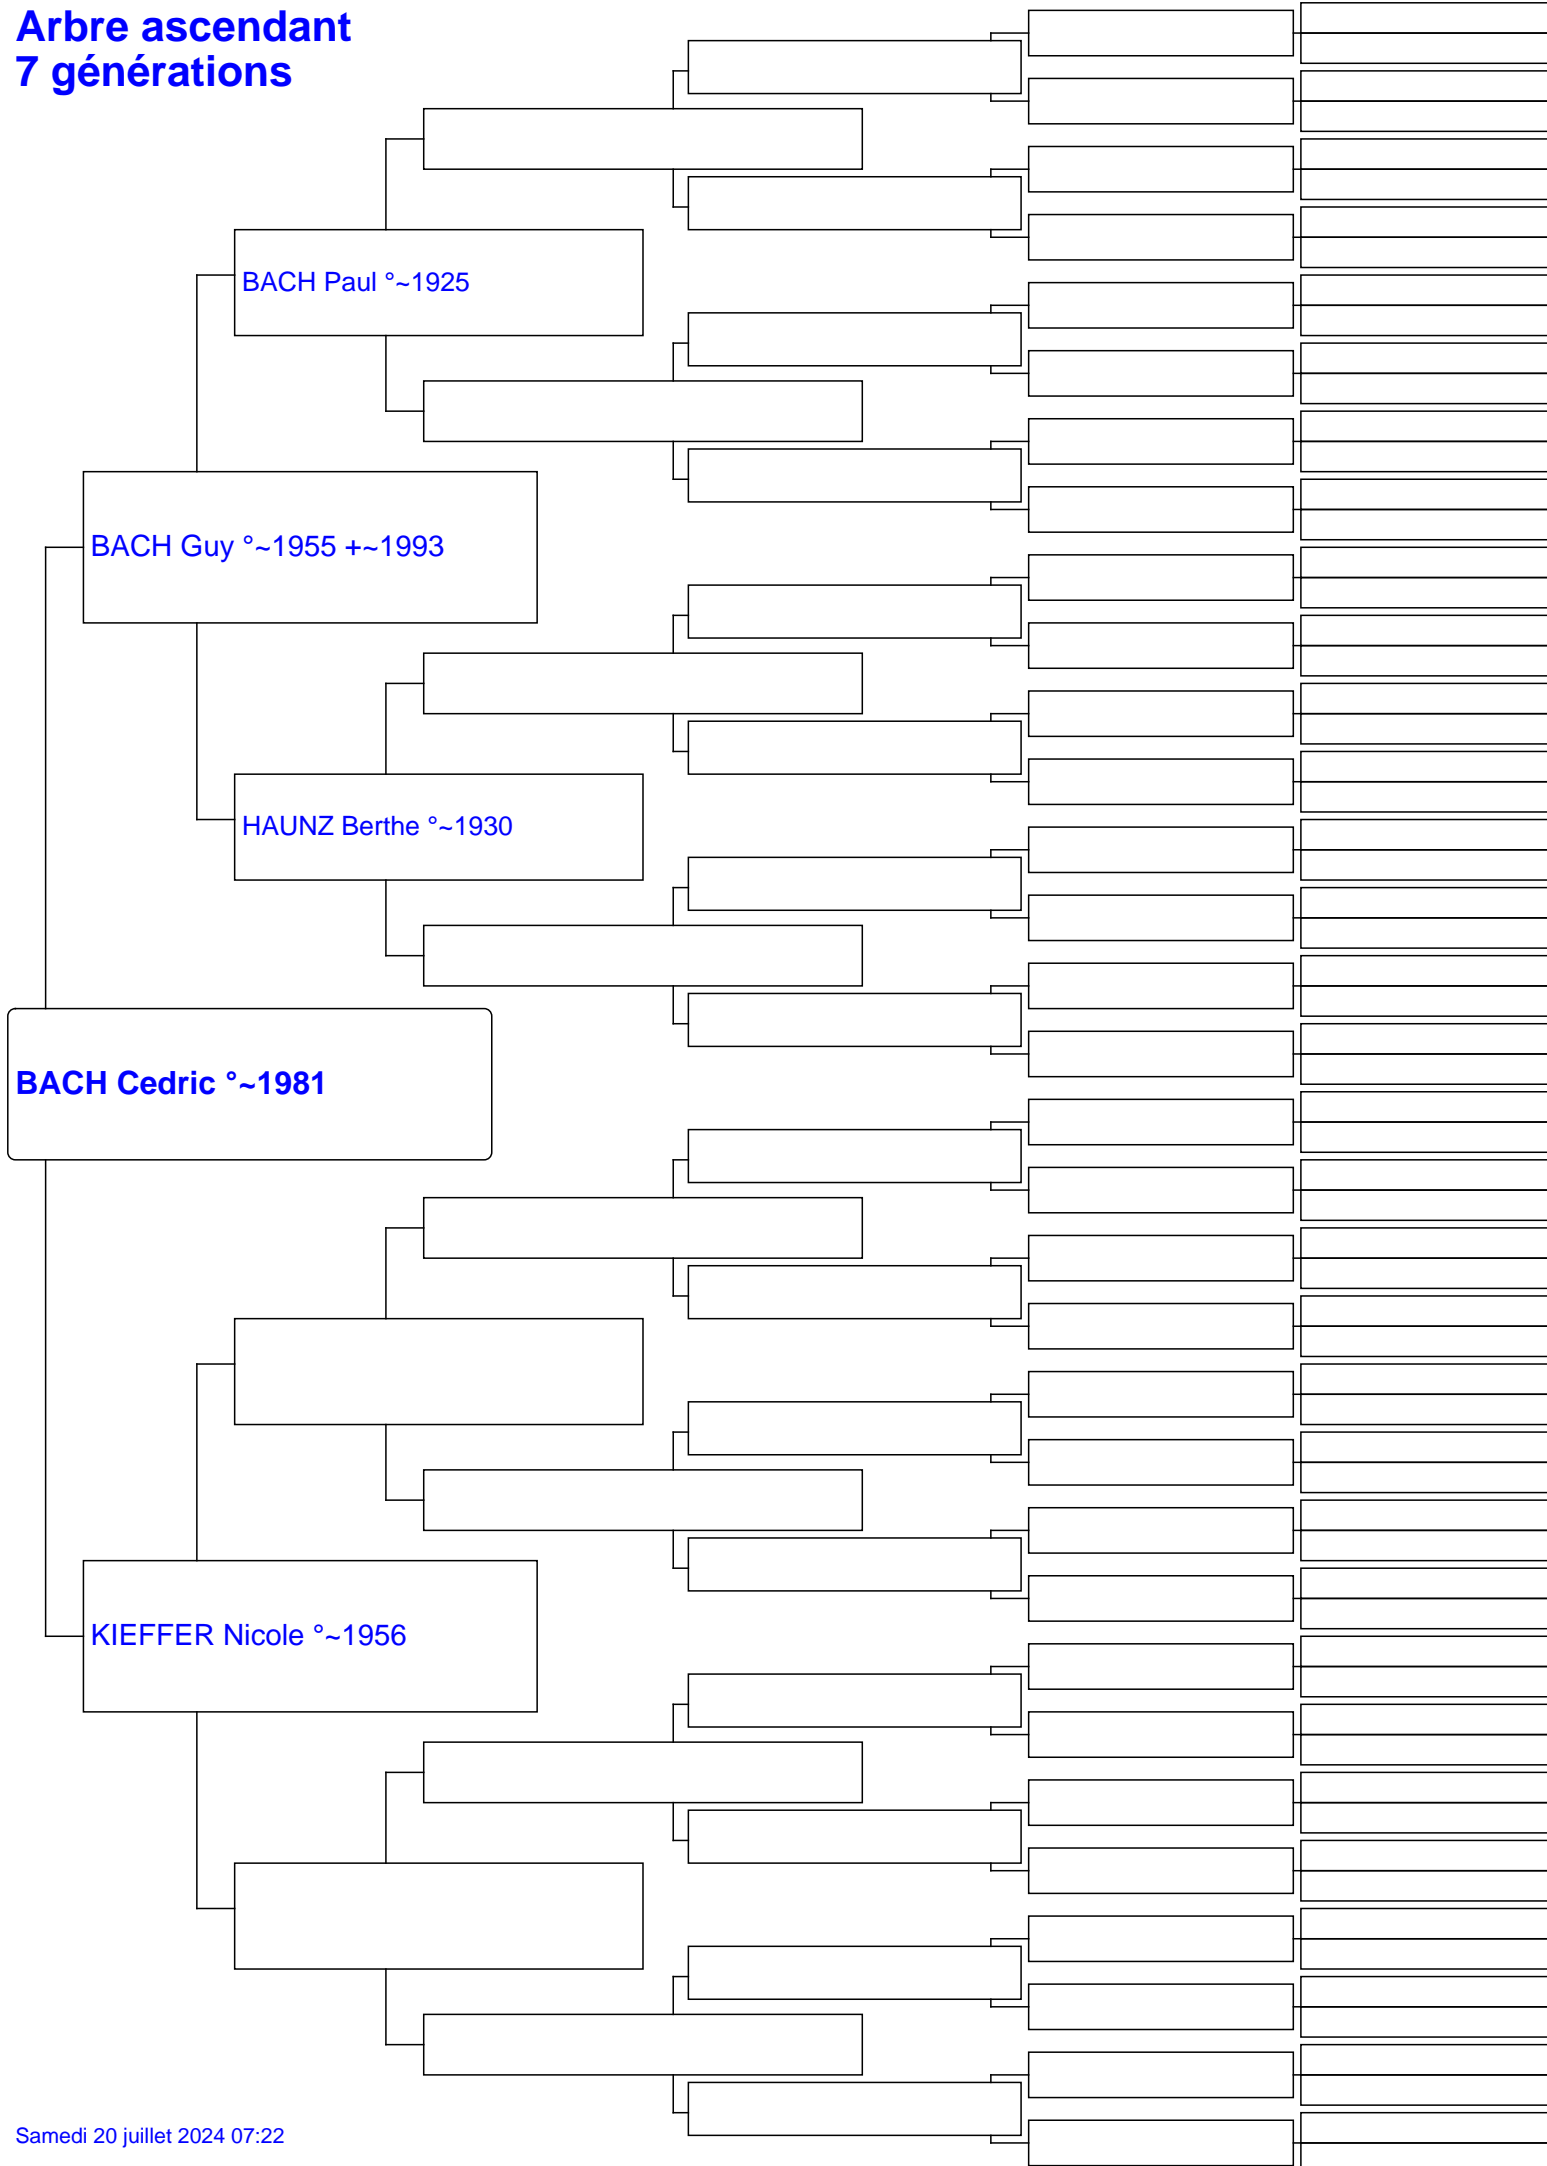 Arbre ascendant
7 générations
BACH Paul °~1925
BACH Guy °~1955 +~1993
HAUNZ Berthe °~1930
BACH Cedric °~1981
KIEFFER Nicole °~1956
Samedi 20 juillet 2024 07:22